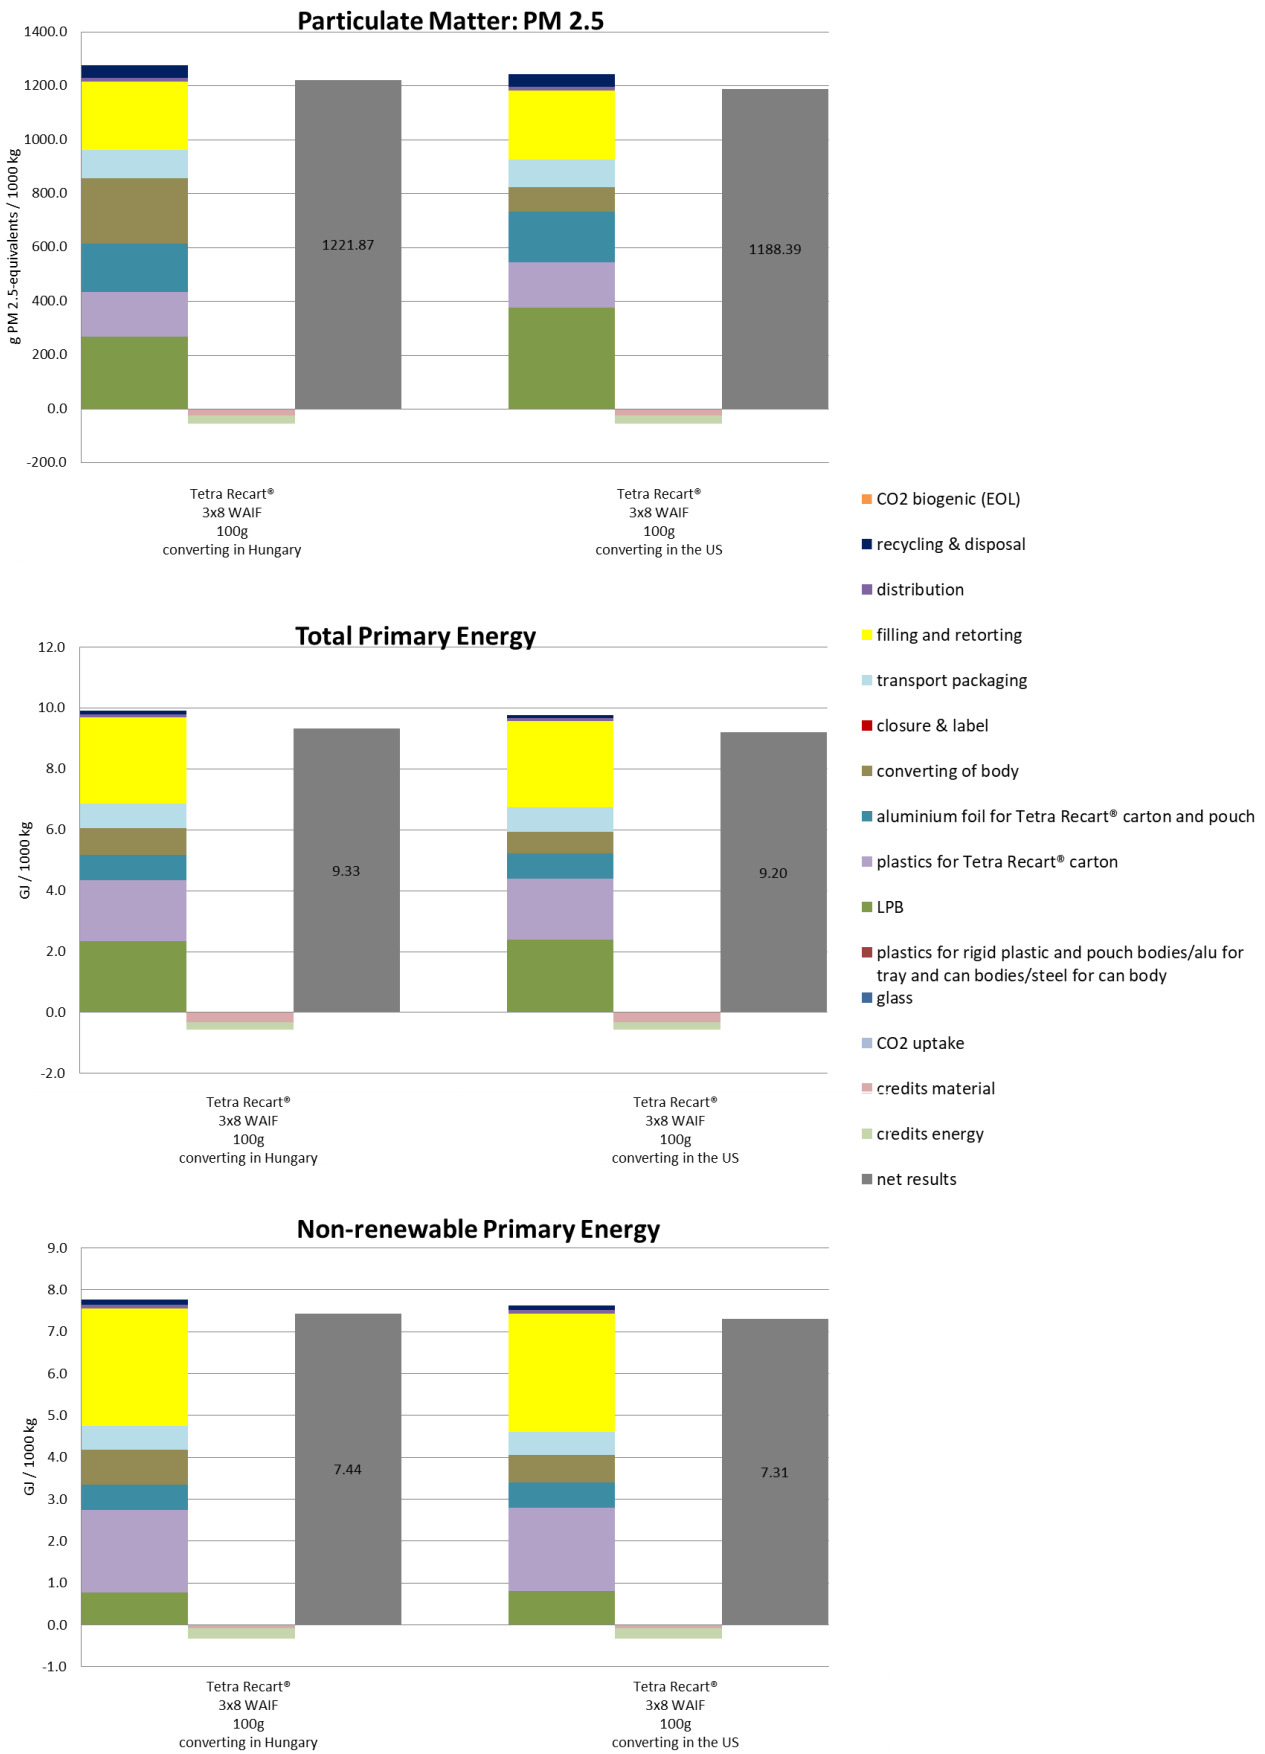 Particulate Matter: PM 2.5
1400.0
1200.0
1000.0
800.0
600.0
400.0
200.0
0.0
-200.0
g PM 2.5-equivalents / 1000 kg
1221.87
1188.39
Tetra Recart®
3x8 WAIF
100g
converting in Hungary
Tetra Recart®
3x8 WAIF
100g
converting in the US
Total Primary Energy
12.0
10.0
8.0
6.0
4.0
2.0
0.0
-2.0
GJ / 1000 kg
9.33
9.20
Tetra Recart®
3x8 WAIF
100g
converting in Hungary
Tetra Recart®
3x8 WAIF
100g
converting in the US
Non-renewable Primary Energy
9.0
8.0
7.0
6.0
5.0
4.0
3.0
2.0
1.0
0.0
-1.0
GJ / 1000 kg
7.44
7.31
Tetra Recart®
3x8 WAIF
100g
converting in Hungary
Tetra Recart®
3x8 WAIF
100g
converting in the US
CO2 biogenic (EOL)
recycling & disposal
distribution
filling and retorting
transport packaging
closure & label
converting of body
aluminium foil for Tetra Recart® carton and pouch
plastics for Tetra Recart® carton
LPB
plastics for rigid plastic and pouch bodies/alu for
tray and can bodies/steel for can body
glass
CO2 uptake
credits material
credits energy
net results